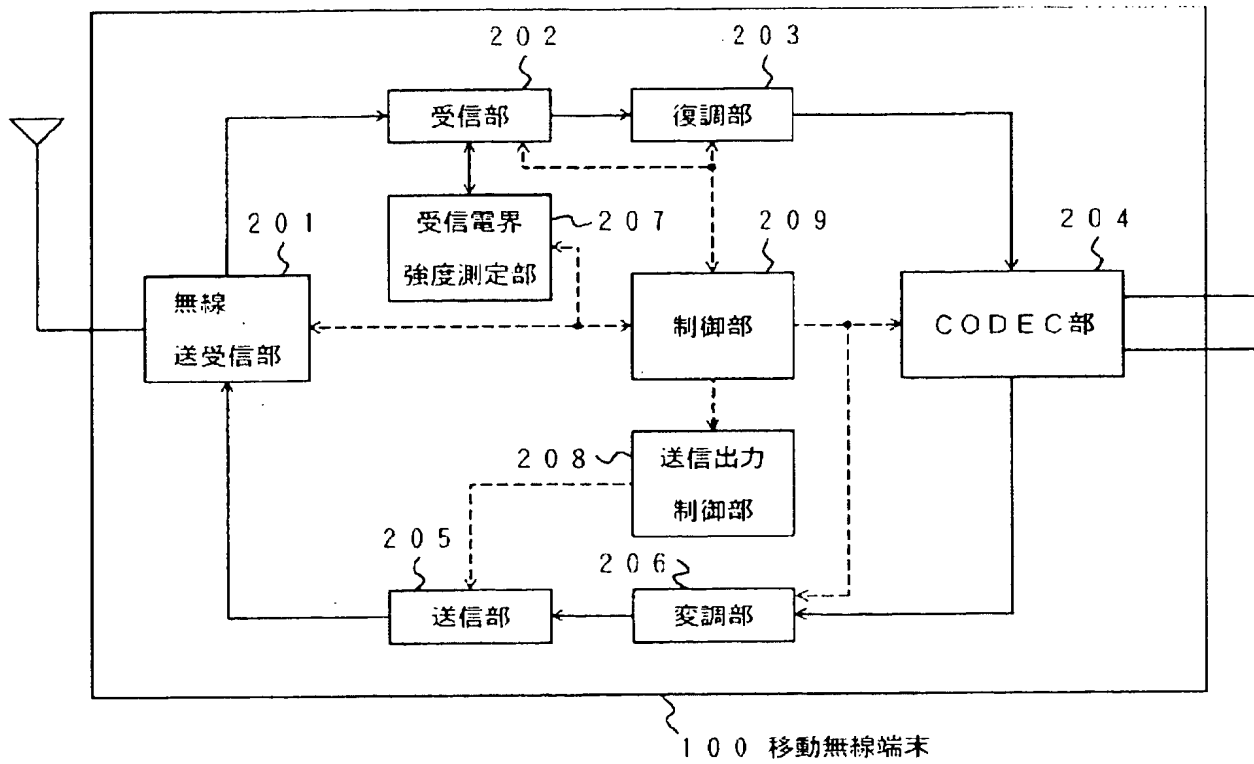 ２０２
２０３
受信部
復調部
受信電界
強度測定部
２０７
２０９
２０１
２０４
無線
送受信部
制御部
ＣＯＤＥＣ部
２０８
送信出力
制御部
２０５
２０６
送信部
変調部
１００ 移動無線端末